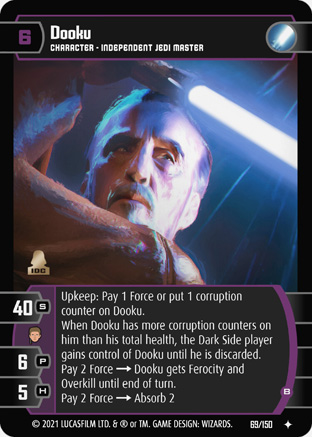 6 Dooku
CHARACTER - INDEPENDENT JEDI MASTER
IDC
40 S
6 P
5 H
Upkeep: Pay 1 Force or put 1 corruption
counter on Dooku.
When Dooku has more corruption counters on
him than his total health, the Dark Side player
gains control of Dooku until he is discarded.
Pay 2 Force → Dooku gets Ferocity and
Overkill until end of turn.
Pay 2 Force → Absorb 2
B
© 2021 LUCASFILM LTD. & ® or TM. GAME DESIGN: WIZARDS. 69/150